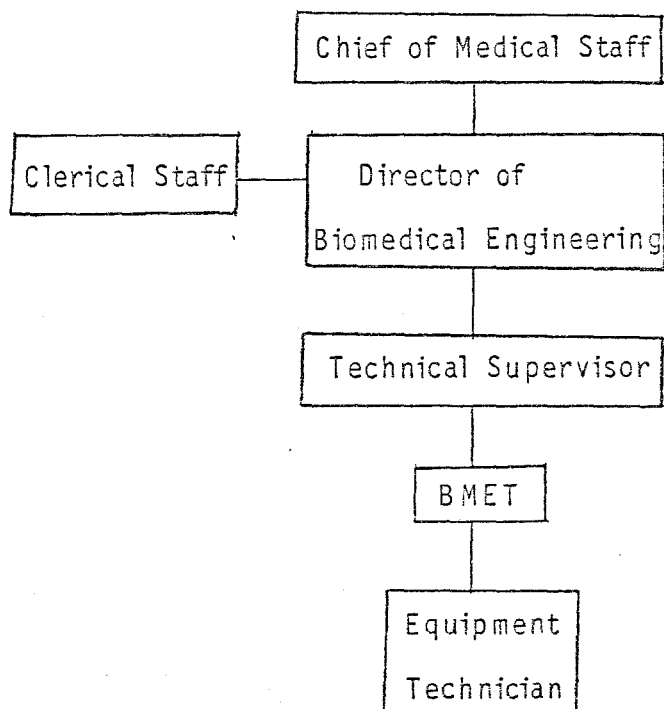 Chief of Medical Staff
Clerical Staff
Director of
Biomedical Engineering
Technical Supervisor
BMET
Equipment
Technician